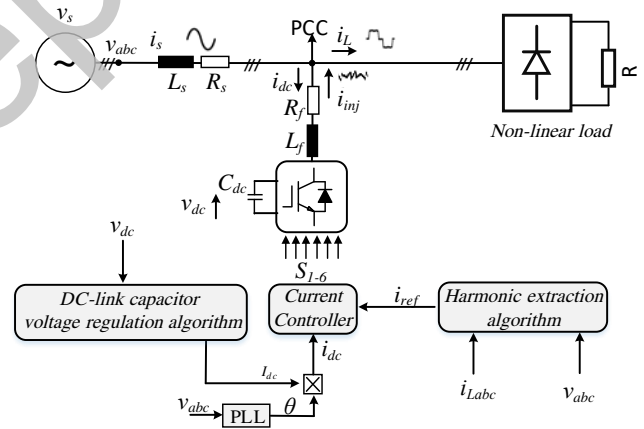 v_s
v_abc
i_s
L_s
R_s
PCC
i_L
i_dc
R_f
i_inj
R
L_f
Non-linear load
C_dc
v_dc
v_dc
S_1-6
DC-link capacitor
voltage regulation algorithm
Current
Controller
i_ref
Harmonic extraction
algorithm
i_dc
I_dc
v_abc
PLL
θ
i_Labc
v_abc